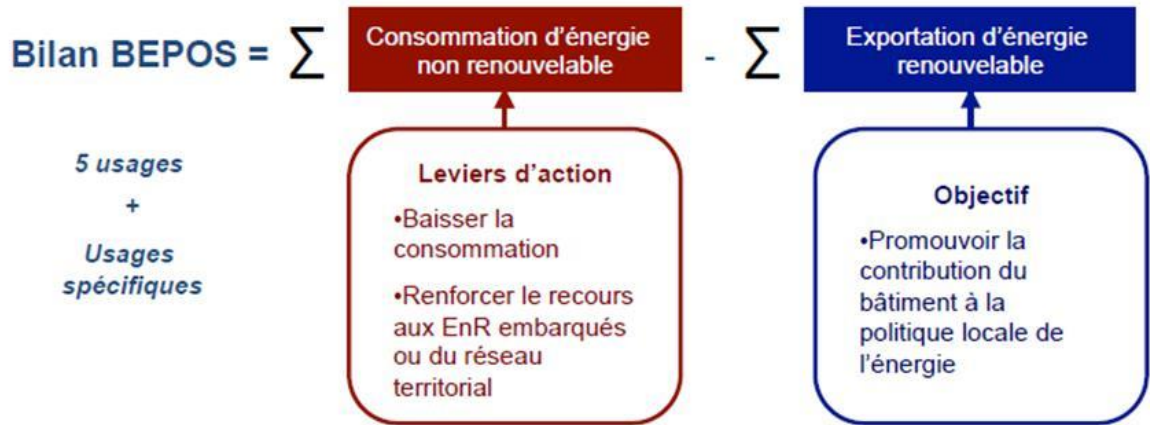 Bilan BEPOS = ∑ Consommation d'énergie non renouvelable - ∑ Exportation d'énergie renouvelable
5 usages
+
Usages
spécifiques
Leviers d'action
•Baisser la
consommation
•Renforcer le recours
aux EnR embarqués
ou du réseau
territorial
Objectif
•Promouvoir la
contribution du
bâtiment à la
politique locale de
l'énergie